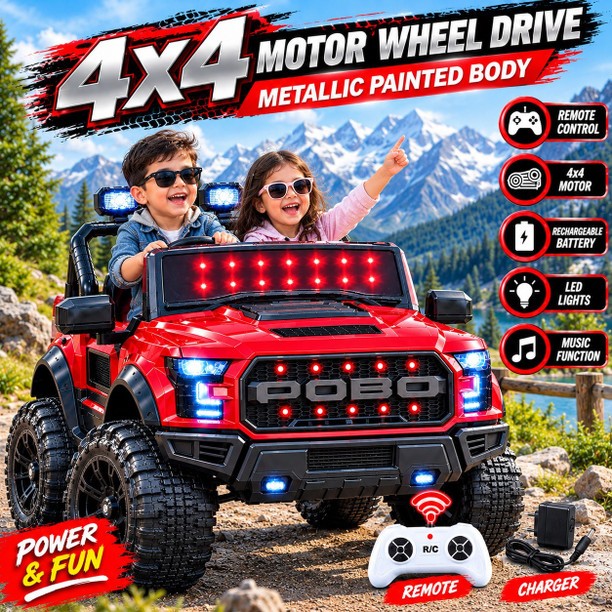 4x4
MOTOR WHEEL DRIVE
METALLIC PAINTED BODY
REMOTE
CONTROL
4x4
MOTOR
RECHARGEABLE
BATTERY
LED
LIGHTS
MUSIC
FUNCTION
POBO
POWER
& FUN
R/C
REMOTE
CHARGER